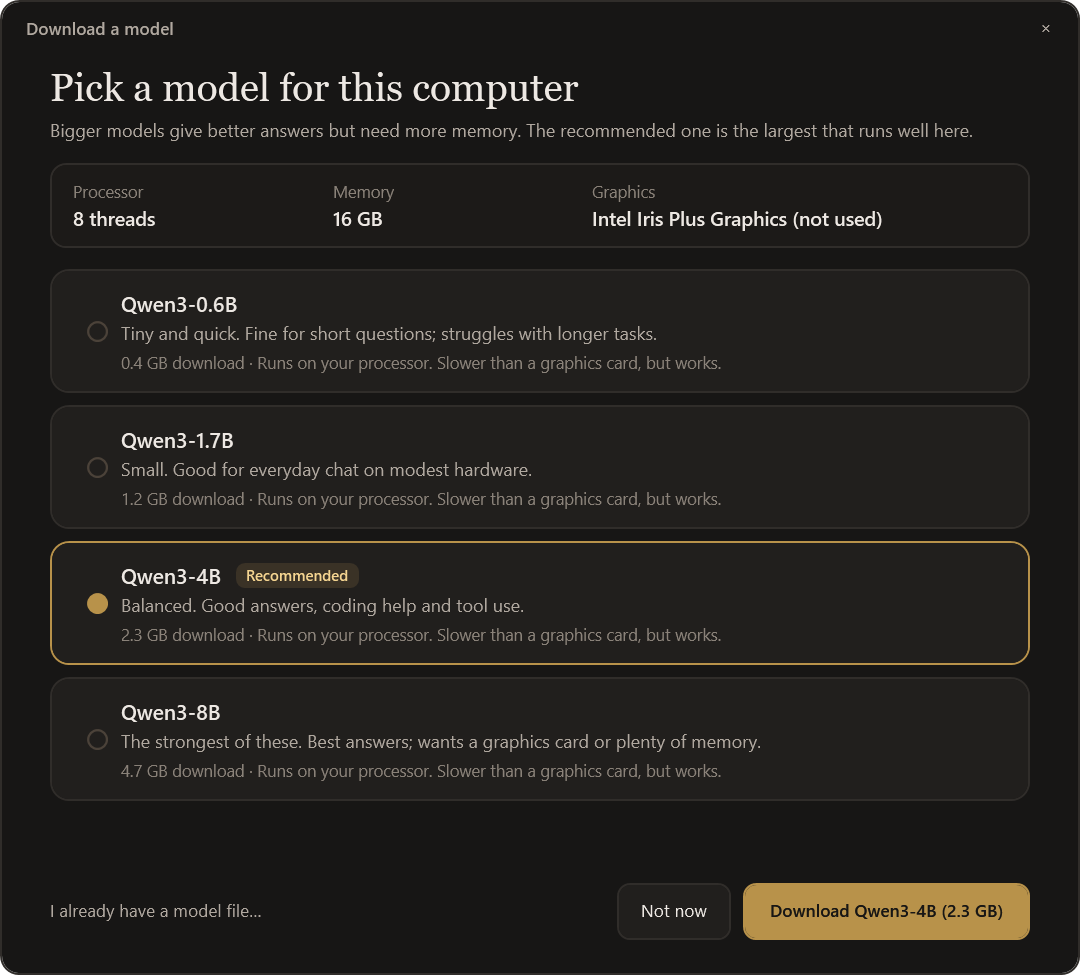 Download a model
×
Pick a model for this computer
Bigger models give better answers but need more memory. The recommended one is the largest that runs well here.
Processor
8 threads
Memory
16 GB
Graphics
Intel Iris Plus Graphics (not used)
Qwen3-0.6B
Tiny and quick. Fine for short questions; struggles with longer tasks.
0.4 GB download · Runs on your processor. Slower than a graphics card, but works.
Qwen3-1.7B
Small. Good for everyday chat on modest hardware.
1.2 GB download · Runs on your processor. Slower than a graphics card, but works.
Qwen3-4B Recommended
Balanced. Good answers, coding help and tool use.
2.3 GB download · Runs on your processor. Slower than a graphics card, but works.
Qwen3-8B
The strongest of these. Best answers; wants a graphics card or plenty of memory.
4.7 GB download · Runs on your processor. Slower than a graphics card, but works.
I already have a model file...
Not now
Download Qwen3-4B (2.3 GB)